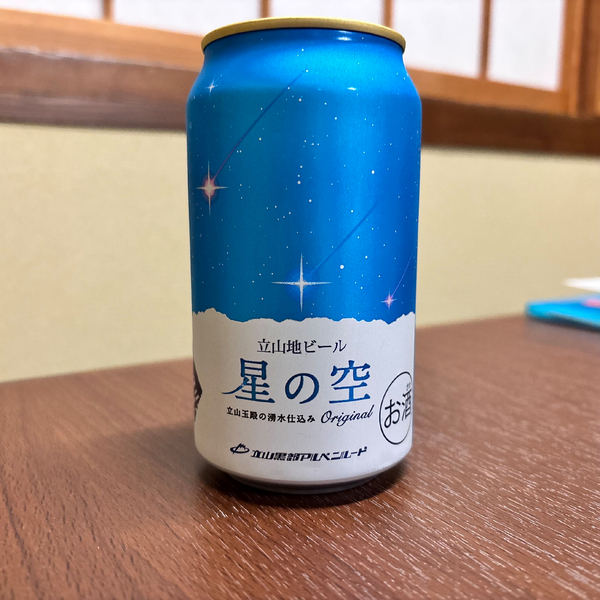 立山地ビール
星の空
立山玉殿の湧水仕込み Original
お酒
立山黒部アルペンルート